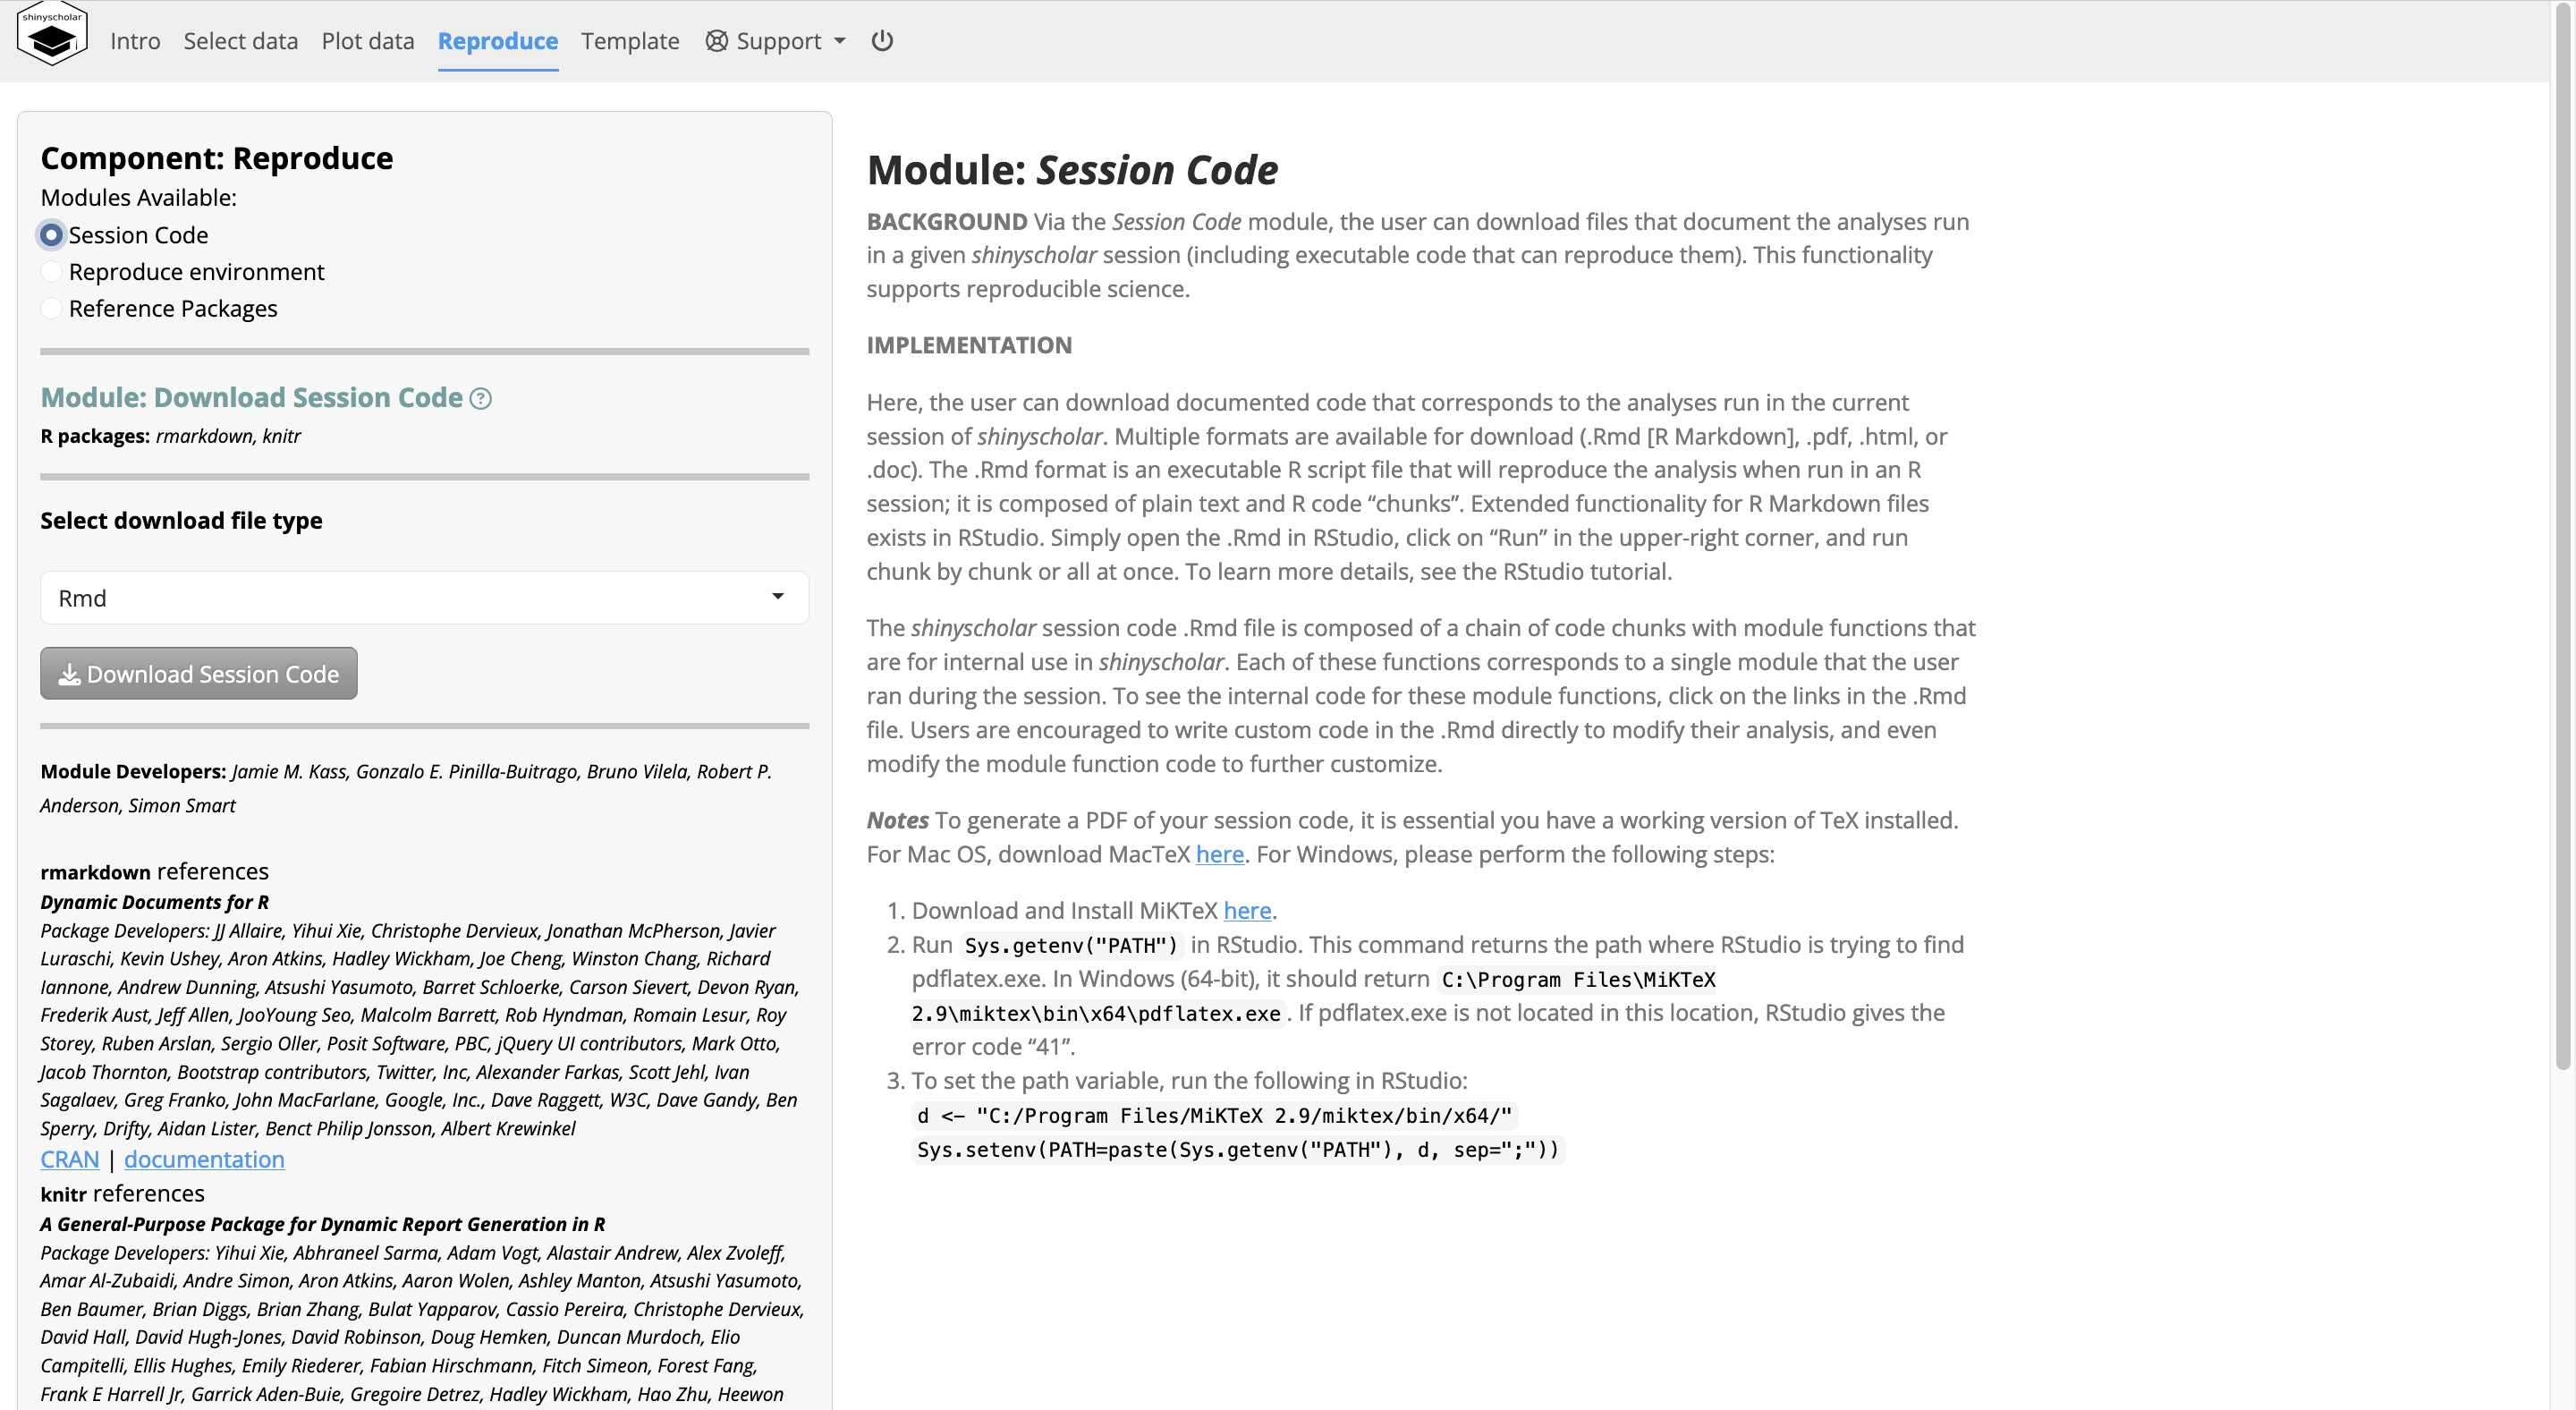 shinyscholar
Intro Select data Plot data Reproduce Template Support
Component: Reproduce
Modules Available:
Session Code
Reproduce environment
Reference Packages
Module: Download Session Code ?
R packages: rmarkdown, knitr
Select download file type
Rmd
Download Session Code
Module Developers: Jamie M. Kass, Gonzalo E. Pinilla-Buitrago, Bruno Vilela, Robert P.
Anderson, Simon Smart
rmarkdown references
Dynamic Documents for R
Package Developers: JJ Allaire, Yihui Xie, Christophe Dervieux, Jonathan McPherson, Javier
Luraschi, Kevin Ushey, Aron Atkins, Hadley Wickham, Joe Cheng, Winston Chang, Richard
Iannone, Andrew Dunning, Atsushi Yasumoto, Barret Schloerke, Carson Sievert, Devon Ryan,
Frederik Aust, Jeff Allen, JooYoung Seo, Malcolm Barrett, Rob Hyndman, Romain Lesur, Roy
Storey, Ruben Arslan, Sergio Oller, Posit Software, PBC, jQuery UI contributors, Mark Otto,
Jacob Thornton, Bootstrap contributors, Twitter, Inc, Alexander Farkas, Scott Jehl, Ivan
Sagalaev, Greg Franko, John MacFarlane, Google, Inc., Dave Raggett, W3C, Dave Gandy, Ben
Sperry, Drifty, Aidan Lister, Benct Philip Jonsson, Albert Krewinkel
CRAN | documentation
knitr references
A General-Purpose Package for Dynamic Report Generation in R
Package Developers: Yihui Xie, Abhraneel Sarma, Adam Vogt, Alastair Andrew, Alex Zvoleff,
Amar Al-Zubaidi, Andre Simon, Aron Atkins, Aaron Wolen, Ashley Manton, Atsushi Yasumoto,
Ben Baumer, Brian Diggs, Brian Zhang, Bulat Yapparov, Cassio Pereira, Christophe Dervieux,
David Hall, David Hugh-Jones, David Robinson, Doug Hemken, Duncan Murdoch, Elio
Campitelli, Ellis Hughes, Emily Riederer, Fabian Hirschmann, Fitch Simeon, Forest Fang,
Frank E Harrell Jr, Garrick Aden-Buie, Gregoire Detrez, Hadley Wickham, Hao Zhu, Heewon
Module: Session Code
BACKGROUND Via the Session Code module, the user can download files that document the analyses run
in a given shinyscholar session (including executable code that can reproduce them). This functionality
supports reproducible science.
IMPLEMENTATION
Here, the user can download documented code that corresponds to the analyses run in the current
session of shinyscholar. Multiple formats are available for download (.Rmd [R Markdown], .pdf, .html, or
.doc). The .Rmd format is an executable R script file that will reproduce the analysis when run in an R
session; it is composed of plain text and R code “chunks”. Extended functionality for R Markdown files
exists in RStudio. Simply open the .Rmd in RStudio, click on “Run” in the upper-right corner, and run
chunk by chunk or all at once. To learn more details, see the RStudio tutorial.
The shinyscholar session code .Rmd file is composed of a chain of code chunks with module functions that
are for internal use in shinyscholar. Each of these functions corresponds to a single module that the user
ran during the session. To see the internal code for these module functions, click on the links in the .Rmd
file. Users are encouraged to write custom code in the .Rmd directly to modify their analysis, and even
modify the module function code to further customize.
Notes To generate a PDF of your session code, it is essential you have a working version of TeX installed.
For Mac OS, download MacTeX here. For Windows, please perform the following steps:
1. Download and Install MiKTeX here.
2. Run Sys.getenv("PATH") in RStudio. This command returns the path where RStudio is trying to find
pdflatex.exe. In Windows (64-bit), it should return C:\Program Files\MiKTeX
2.9\miktex\bin\x64\pdflatex.exe. If pdflatex.exe is not located in this location, RStudio gives the
error code “41”.
3. To set the path variable, run the following in RStudio:
d <- "C:/Program Files/MiKTeX 2.9/miktex/bin/x64/"
Sys.setenv(PATH=paste(Sys.getenv("PATH"), d, sep=";"))